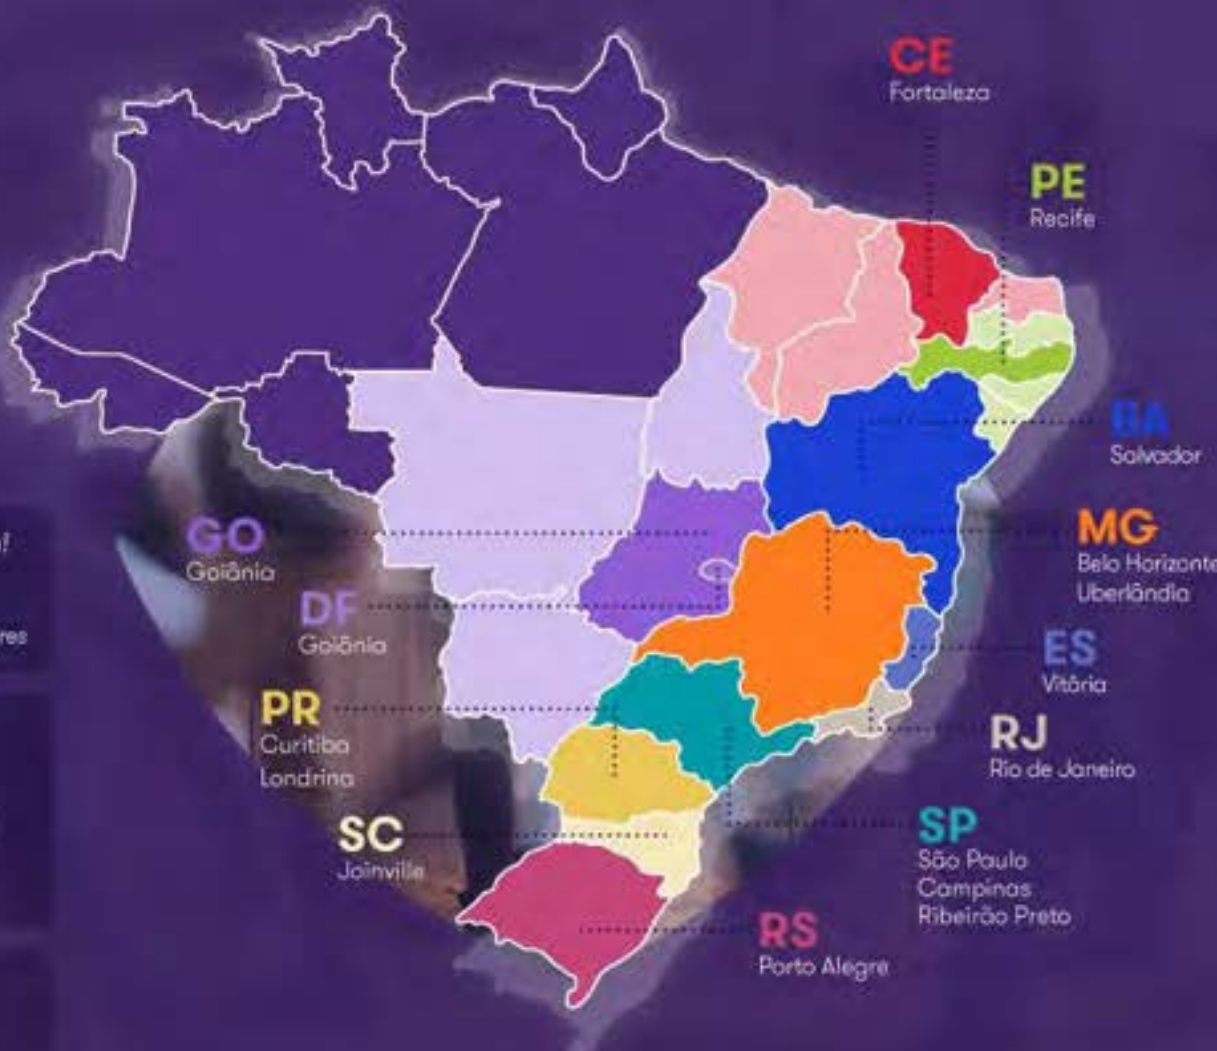 CE
Fortaleza
PE
Recife
BA
Salvador
GO
Goiânia
MG
Belo Horizonte
Uberlândia
DF
Goiânia
ES
Vitória
PR
Curitiba
Londrina
RJ
Rio de Janeiro
SC
Joinville
SP
São Paulo
Campinas
Ribeirão Preto
RS
Porto Alegre